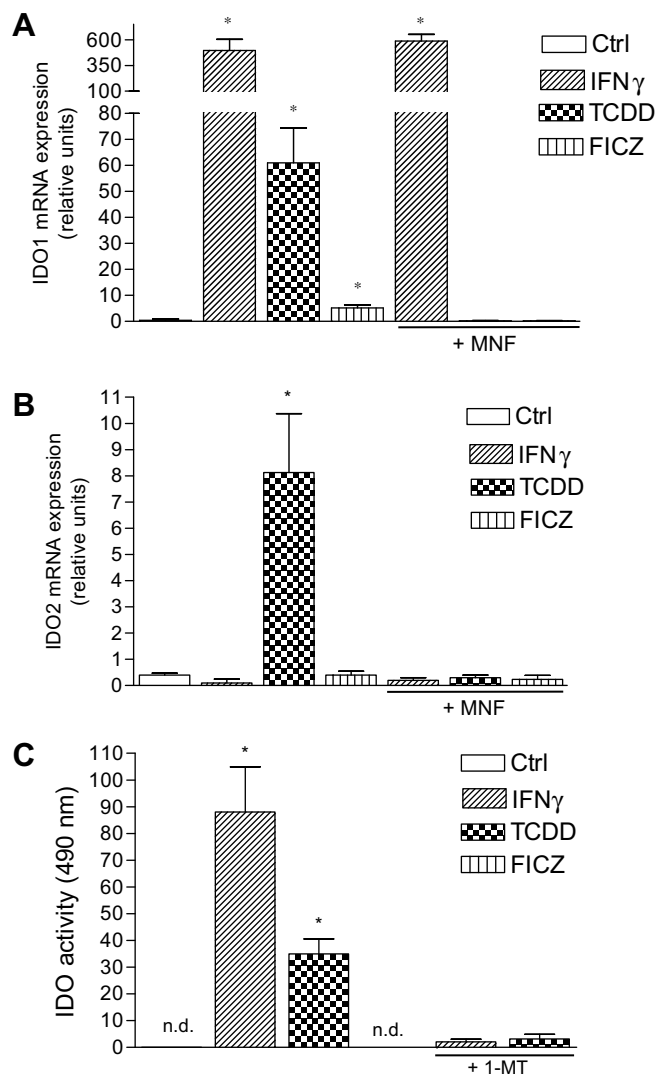 A
IDO1 mRNA expression
(relative units)
600
350
100
80
70
60
50
40
30
20
10
0
*
*
*
*
Ctrl
IFNγ
TCDD
FICZ
+ MNF
B
IDO2 mRNA expression
(relative units)
11
10
9
8
7
6
5
4
3
2
1
0
*
Ctrl
IFNγ
TCDD
FICZ
+ MNF
C
IDO activity (490 nm)
110
100
90
80
70
60
50
40
30
20
10
0
n.d.
*
*
n.d.
Ctrl
IFNγ
TCDD
FICZ
+ 1-MT